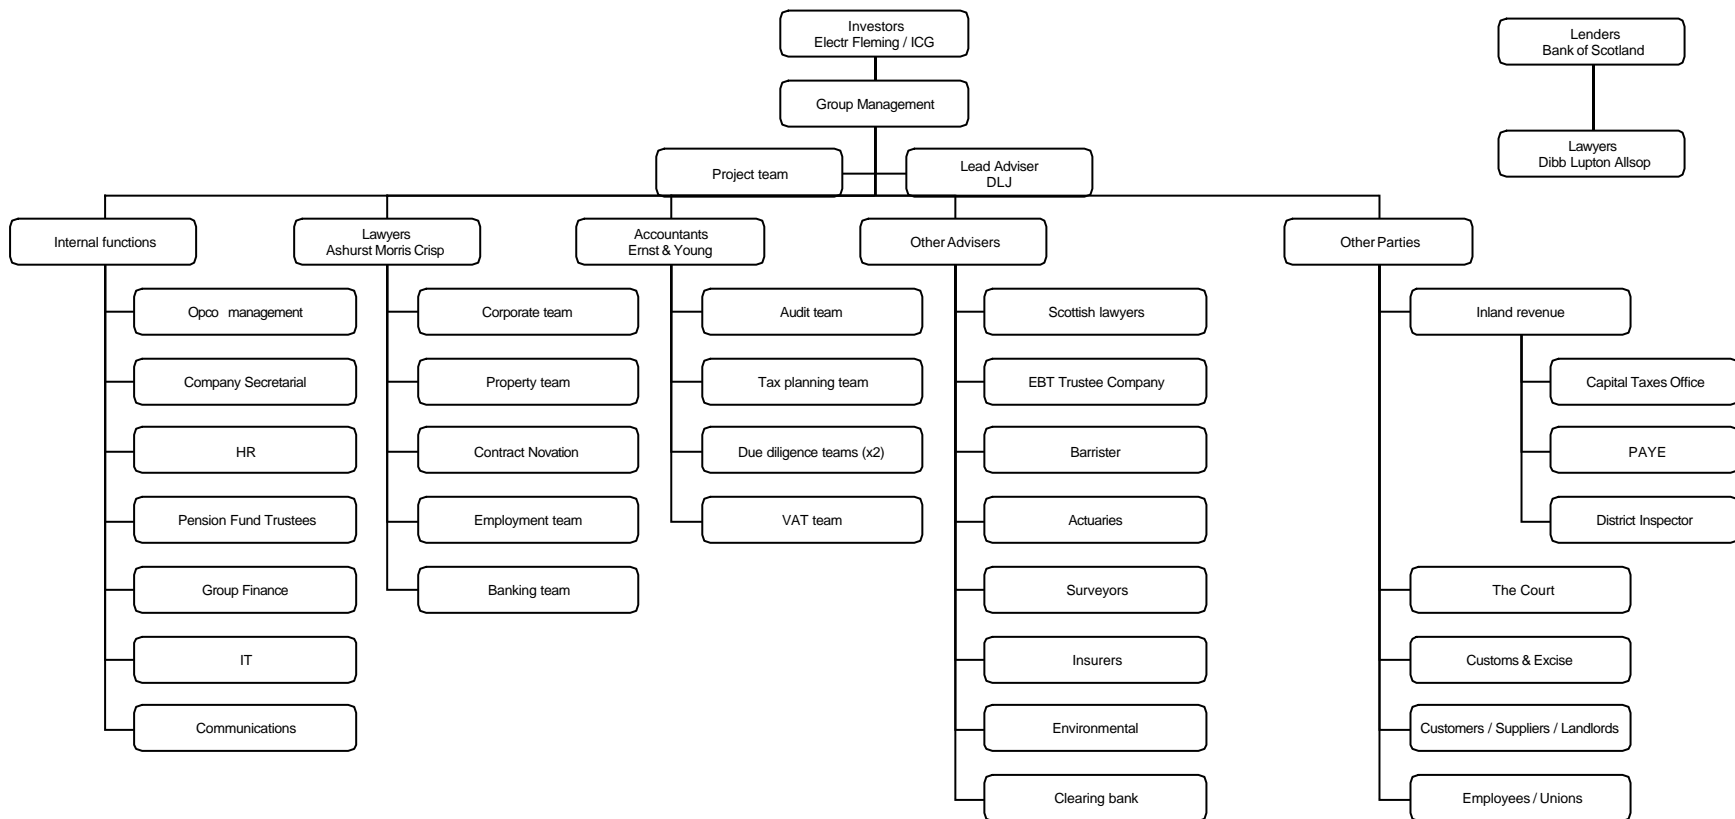 Investors
Electr Fleming / ICG
Lenders
Bank of Scotland
Group Management
Lawyers
Dibb Lupton Allsop
Project team
Lead Adviser
DLJ
Internal functions
Lawyers
Ashurst Morris Crisp
Accountants
Ernst & Young
Other Advisers
Other Parties
Opco management
Corporate team
Audit team
Scottish lawyers
Inland revenue
Company Secretarial
Property team
Tax planning team
EBT Trustee Company
Capital Taxes Office
HR
Contract Novation
Due diligence teams (x2)
Barrister
PAYE
Pension Fund Trustees
Employment team
VAT team
Actuaries
District Inspector
Group Finance
Banking team
Surveyors
The Court
IT
Insurers
Customs & Excise
Communications
Environmental
Customers / Suppliers / Landlords
Clearing bank
Employees / Unions